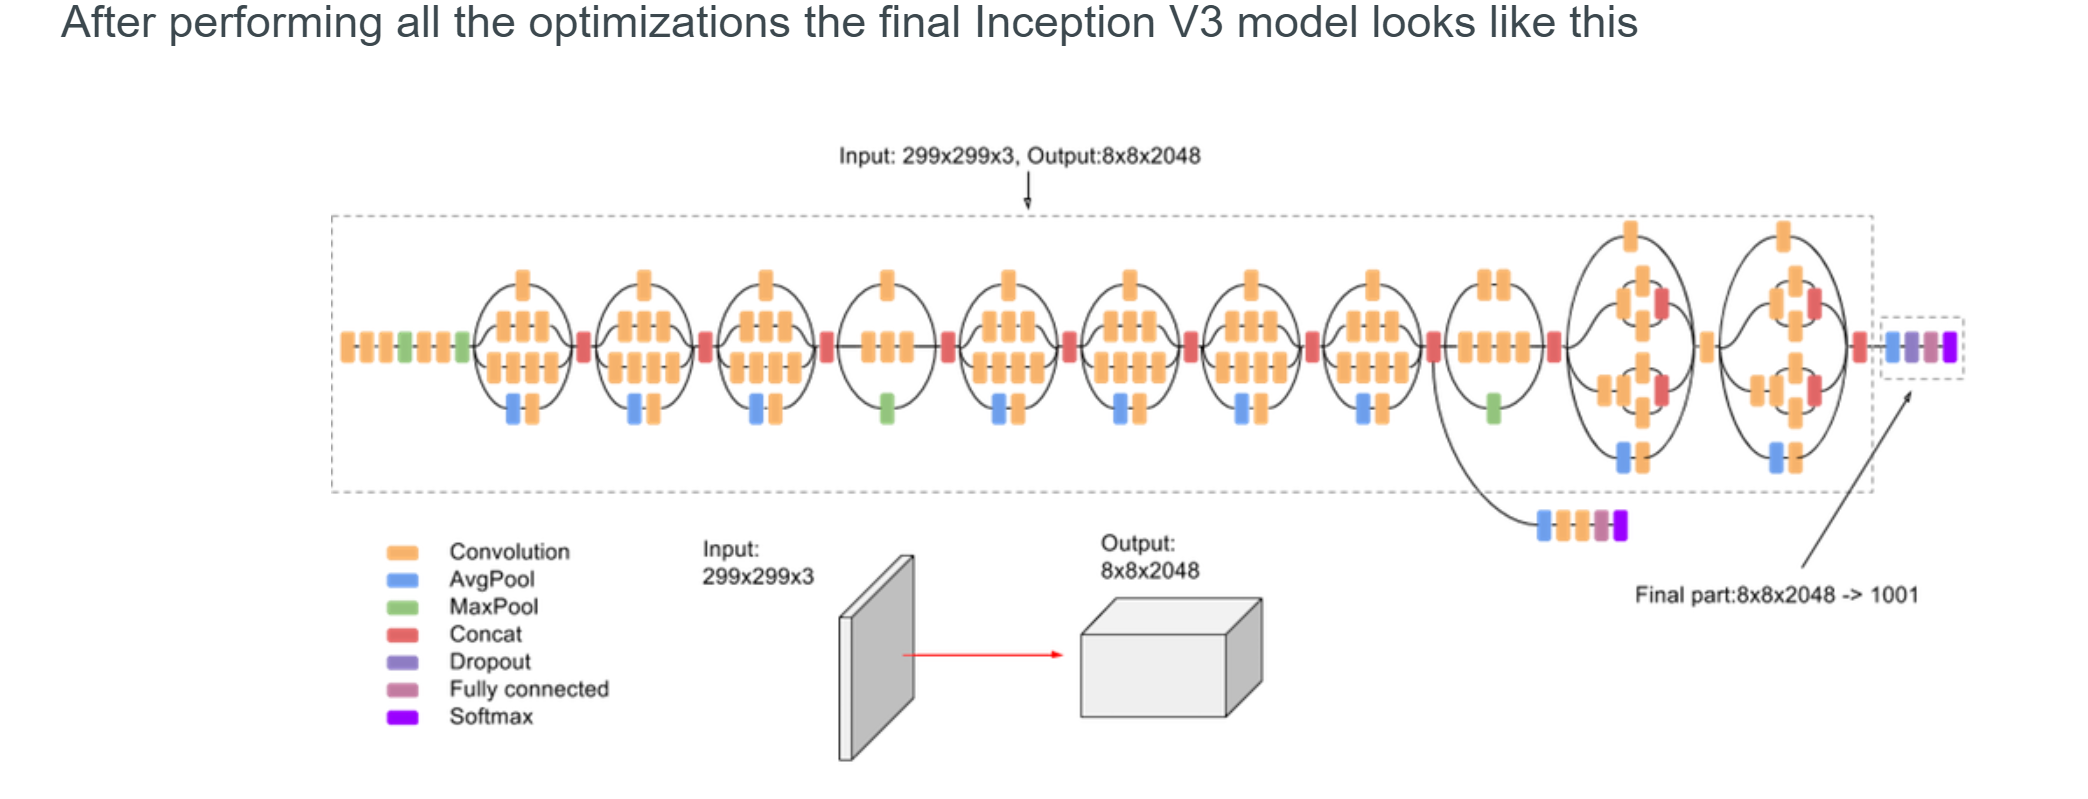 After performing all the optimizations the final Inception V3 model looks like this
Input: 299x299x3, Output:8x8x2048
Convolution
AvgPool
MaxPool
Concat
Dropout
Fully connected
Softmax
Input:
299x299x3
Output:
8x8x2048
Final part:8x8x2048 -> 1001